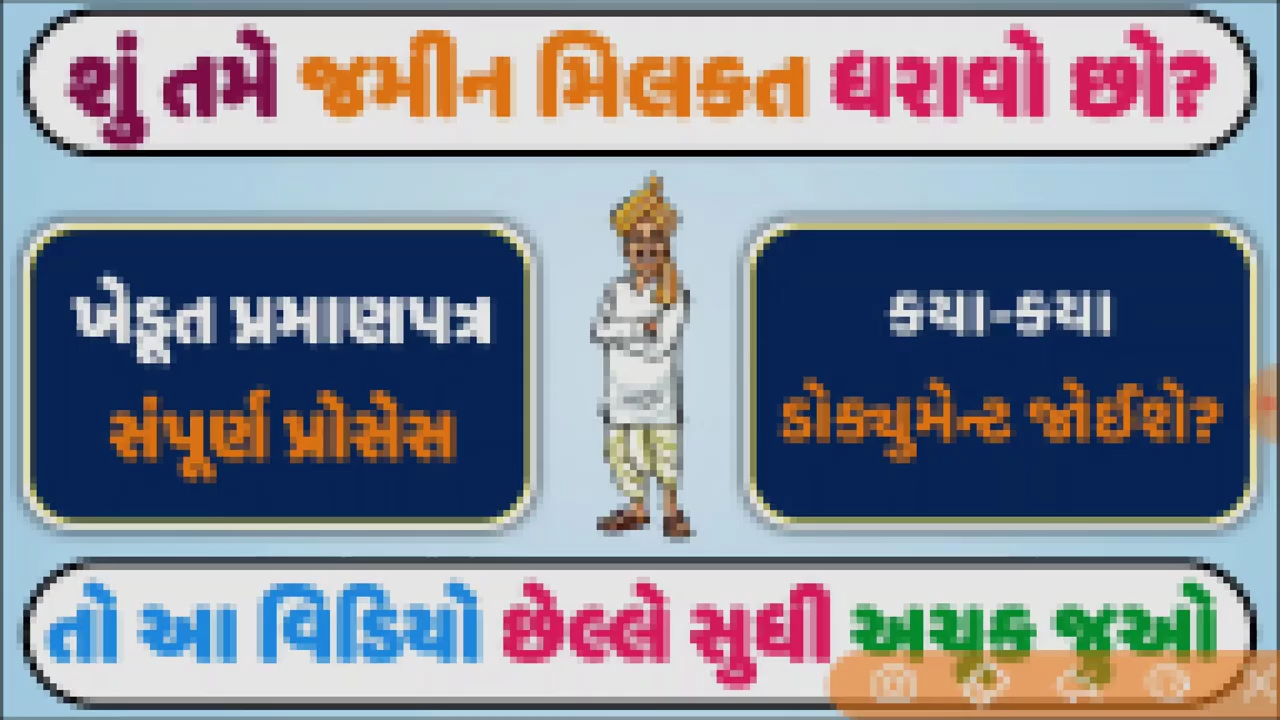 શું તમે જમીન મિલકત ધરાવો છો?
ખેડૂત પ્રમાણપત્ર
સંપૂર્ણ પ્રોસેસ
કયા-કયા
ડોક્યુમેન્ટ જોઈશે?
તો આ વિડિયો છેલ્લે સુધી અચૂક જુઓ